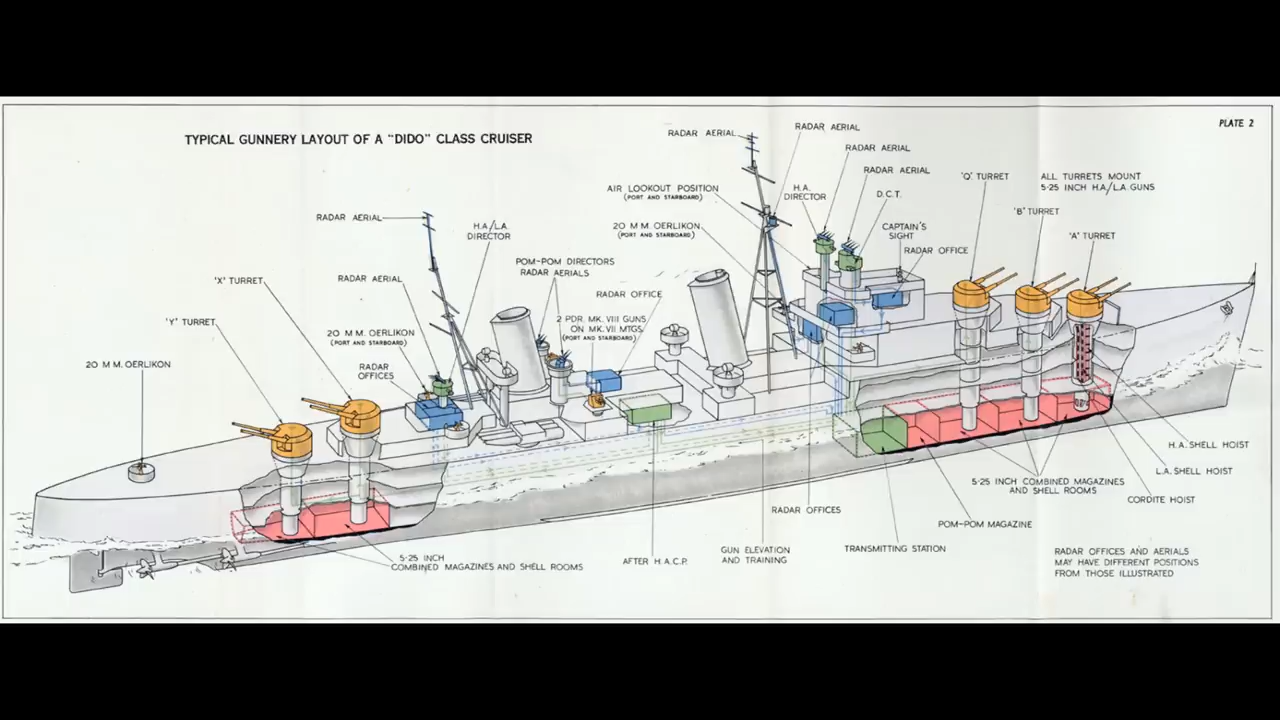 TYPICAL GUNNERY LAYOUT OF A "DIDO" CLASS CRUISER
PLATE 2
RADAR AERIAL
RADAR AERIAL
RADAR AERIAL
RADAR AERIAL
'Q' TURRET
ALL TURRETS MOUNT
5·25 INCH H.A/L.A. GUNS
AIR LOOKOUT POSITION
(PORT AND STARBOARD)
H.A.
DIRECTOR
D.C.T.
'B' TURRET
RADAR AERIAL
H.A/L.A.
DIRECTOR
20 M M. OERLIKON
(PORT AND STARBOARD)
CAPTAIN'S
SIGHT
'A' TURRET
RADAR OFFICE
POM-POM DIRECTORS
RADAR AERIALS
'X' TURRET
RADAR AERIAL
RADAR OFFICE
'Y' TURRET
20 M M. OERLIKON
(PORT AND STARBOARD)
2 PDR. MK. VIII GUNS
ON MK. VII MTGS.
(PORT AND STARBOARD)
20 M M. OERLIKON
RADAR
OFFICES
H.A. SHELL HOIST
L.A. SHELL HOIST
5·25 INCH COMBINED MAGAZINES
AND SHELL ROOMS
CORDITE HOIST
RADAR OFFICES
POM-POM MAGAZINE
5·25 INCH
COMBINED MAGAZINES AND SHELL ROOMS
AFTER H.A.C.P.
GUN ELEVATION
AND TRAINING
TRANSMITTING STATION
RADAR OFFICES AND AERIALS
MAY HAVE DIFFERENT POSITIONS
FROM THOSE ILLUSTRATED